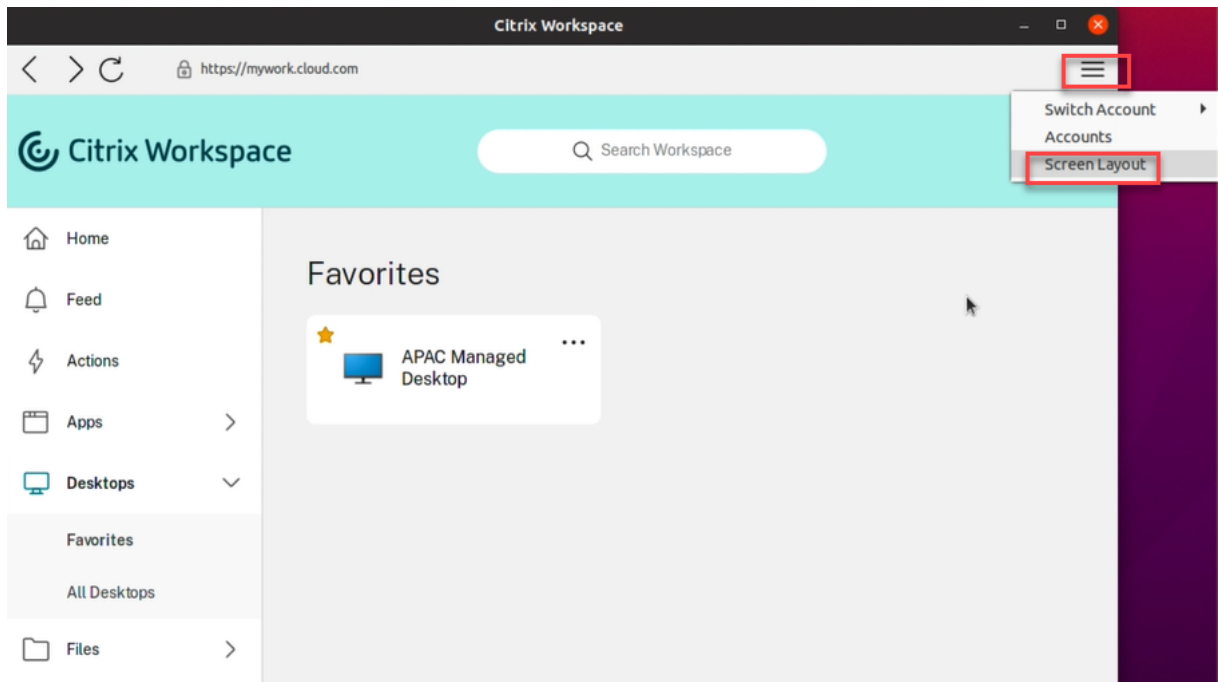 Citrix Workspace
https://mywork.cloud.com
Switch Account
Accounts
Screen Layout
Citrix Workspace
Search Workspace
Home
Feed
Actions
Apps
Desktops
Favorites
All Desktops
Files
Favorites
APAC Managed
Desktop